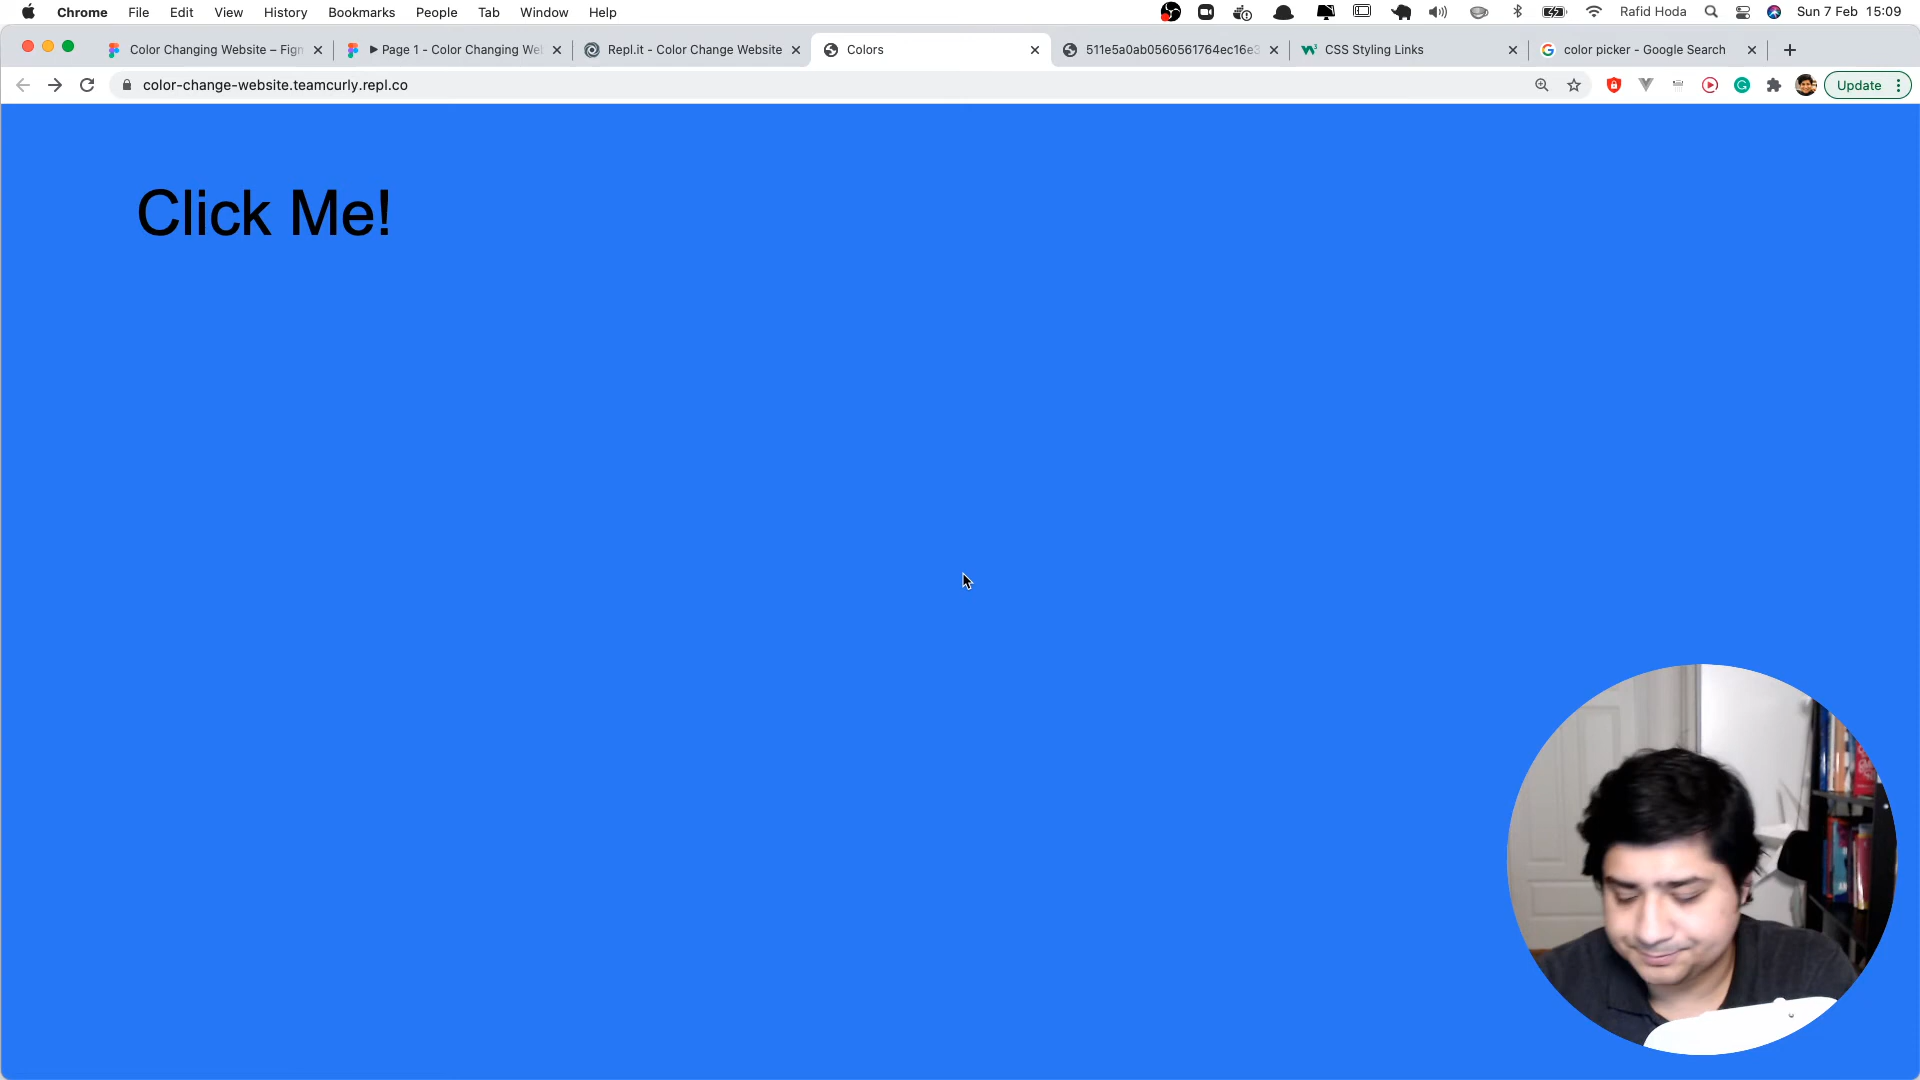 Chrome File Edit View History Bookmarks People Tab Window Help Rafid Hoda Sun 7 Feb 15:09
Color Changing Website – Fign ▶ Page 1 - Color Changing Web Repl.it - Color Change Website Colors 511e5a0ab0560561764ec16e3 CSS Styling Links color picker - Google Search
color-change-website.teamcurly.repl.co Update
Click Me!